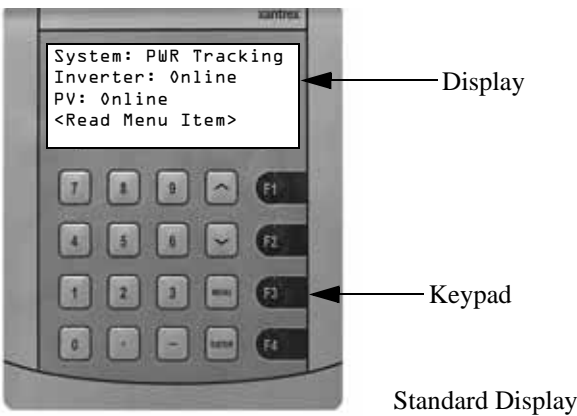 xantrex
System: PWR Tracking
Inverter: Online
PV: Online
<Read Menu Item>
Display
7 8 9 F1
4 5 6 F2
1 2 3 MENU F3
Keypad
0 . - ENTER F4
Standard Display